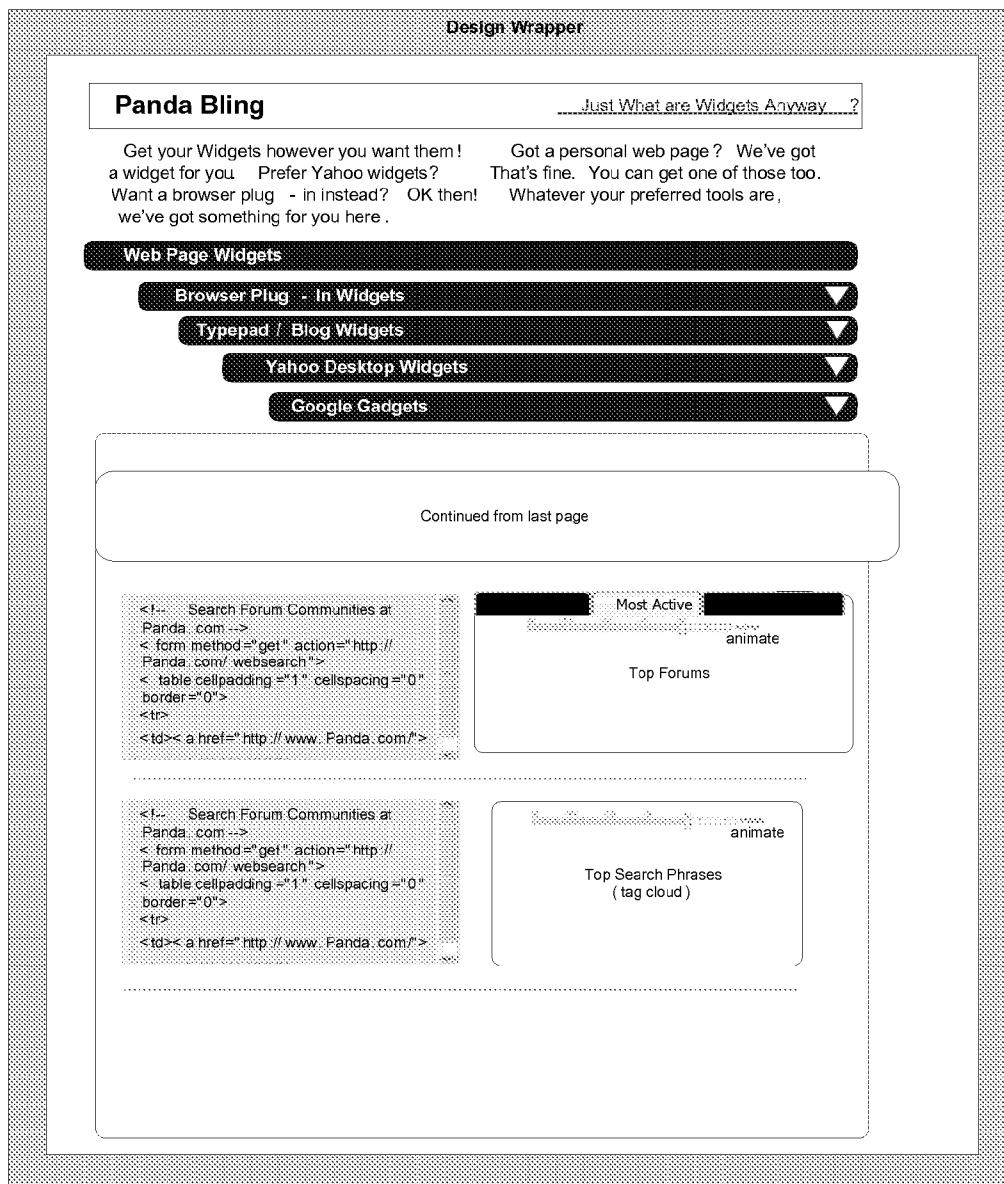 Design Wrapper
Panda Bling
Just What are Widgets Anyway ?
Get your Widgets however you want them! Got a personal web page? We've got
a widget for you. Prefer Yahoo widgets? That's fine. You can get one of those too.
Want a browser plug - in instead? OK then! Whatever your preferred tools are,
we've got something for you here.
Web Page Widgets
Browser Plug - In Widgets
Typepad / Blog Widgets
Yahoo Desktop Widgets
Google Gadgets
Continued from last page
<!-- Search Forum Communities at
Panda. com -->
< form method="get" action="http://
Panda. com/ websearch">
< table cellpadding ="1" cellspacing ="0"
border ="0">
<tr>
<td>< a href=" http :// www. Panda. com/">
Most Active
animate
Top Forums
<!-- Search Forum Communities at
Panda. com -->
< form method="get" action="http://
Panda. com/ websearch">
< table cellpadding ="1" cellspacing ="0"
border ="0">
<tr>
<td>< a href=" http :// www. Panda. com/">
animate
Top Search Phrases
( tag cloud )